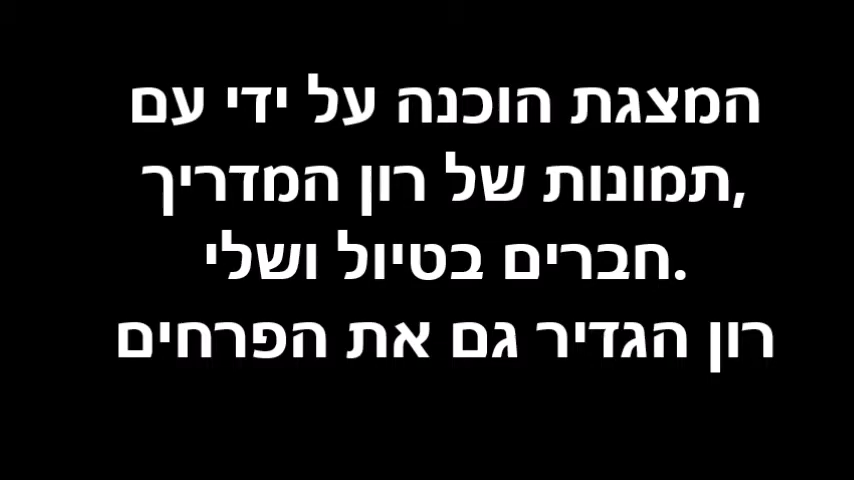 המצגת הוכנה על ידי עם
תמונות של רון המדריך,
חברים בטיול ושלי.
רון הגדיר גם את הפרחים